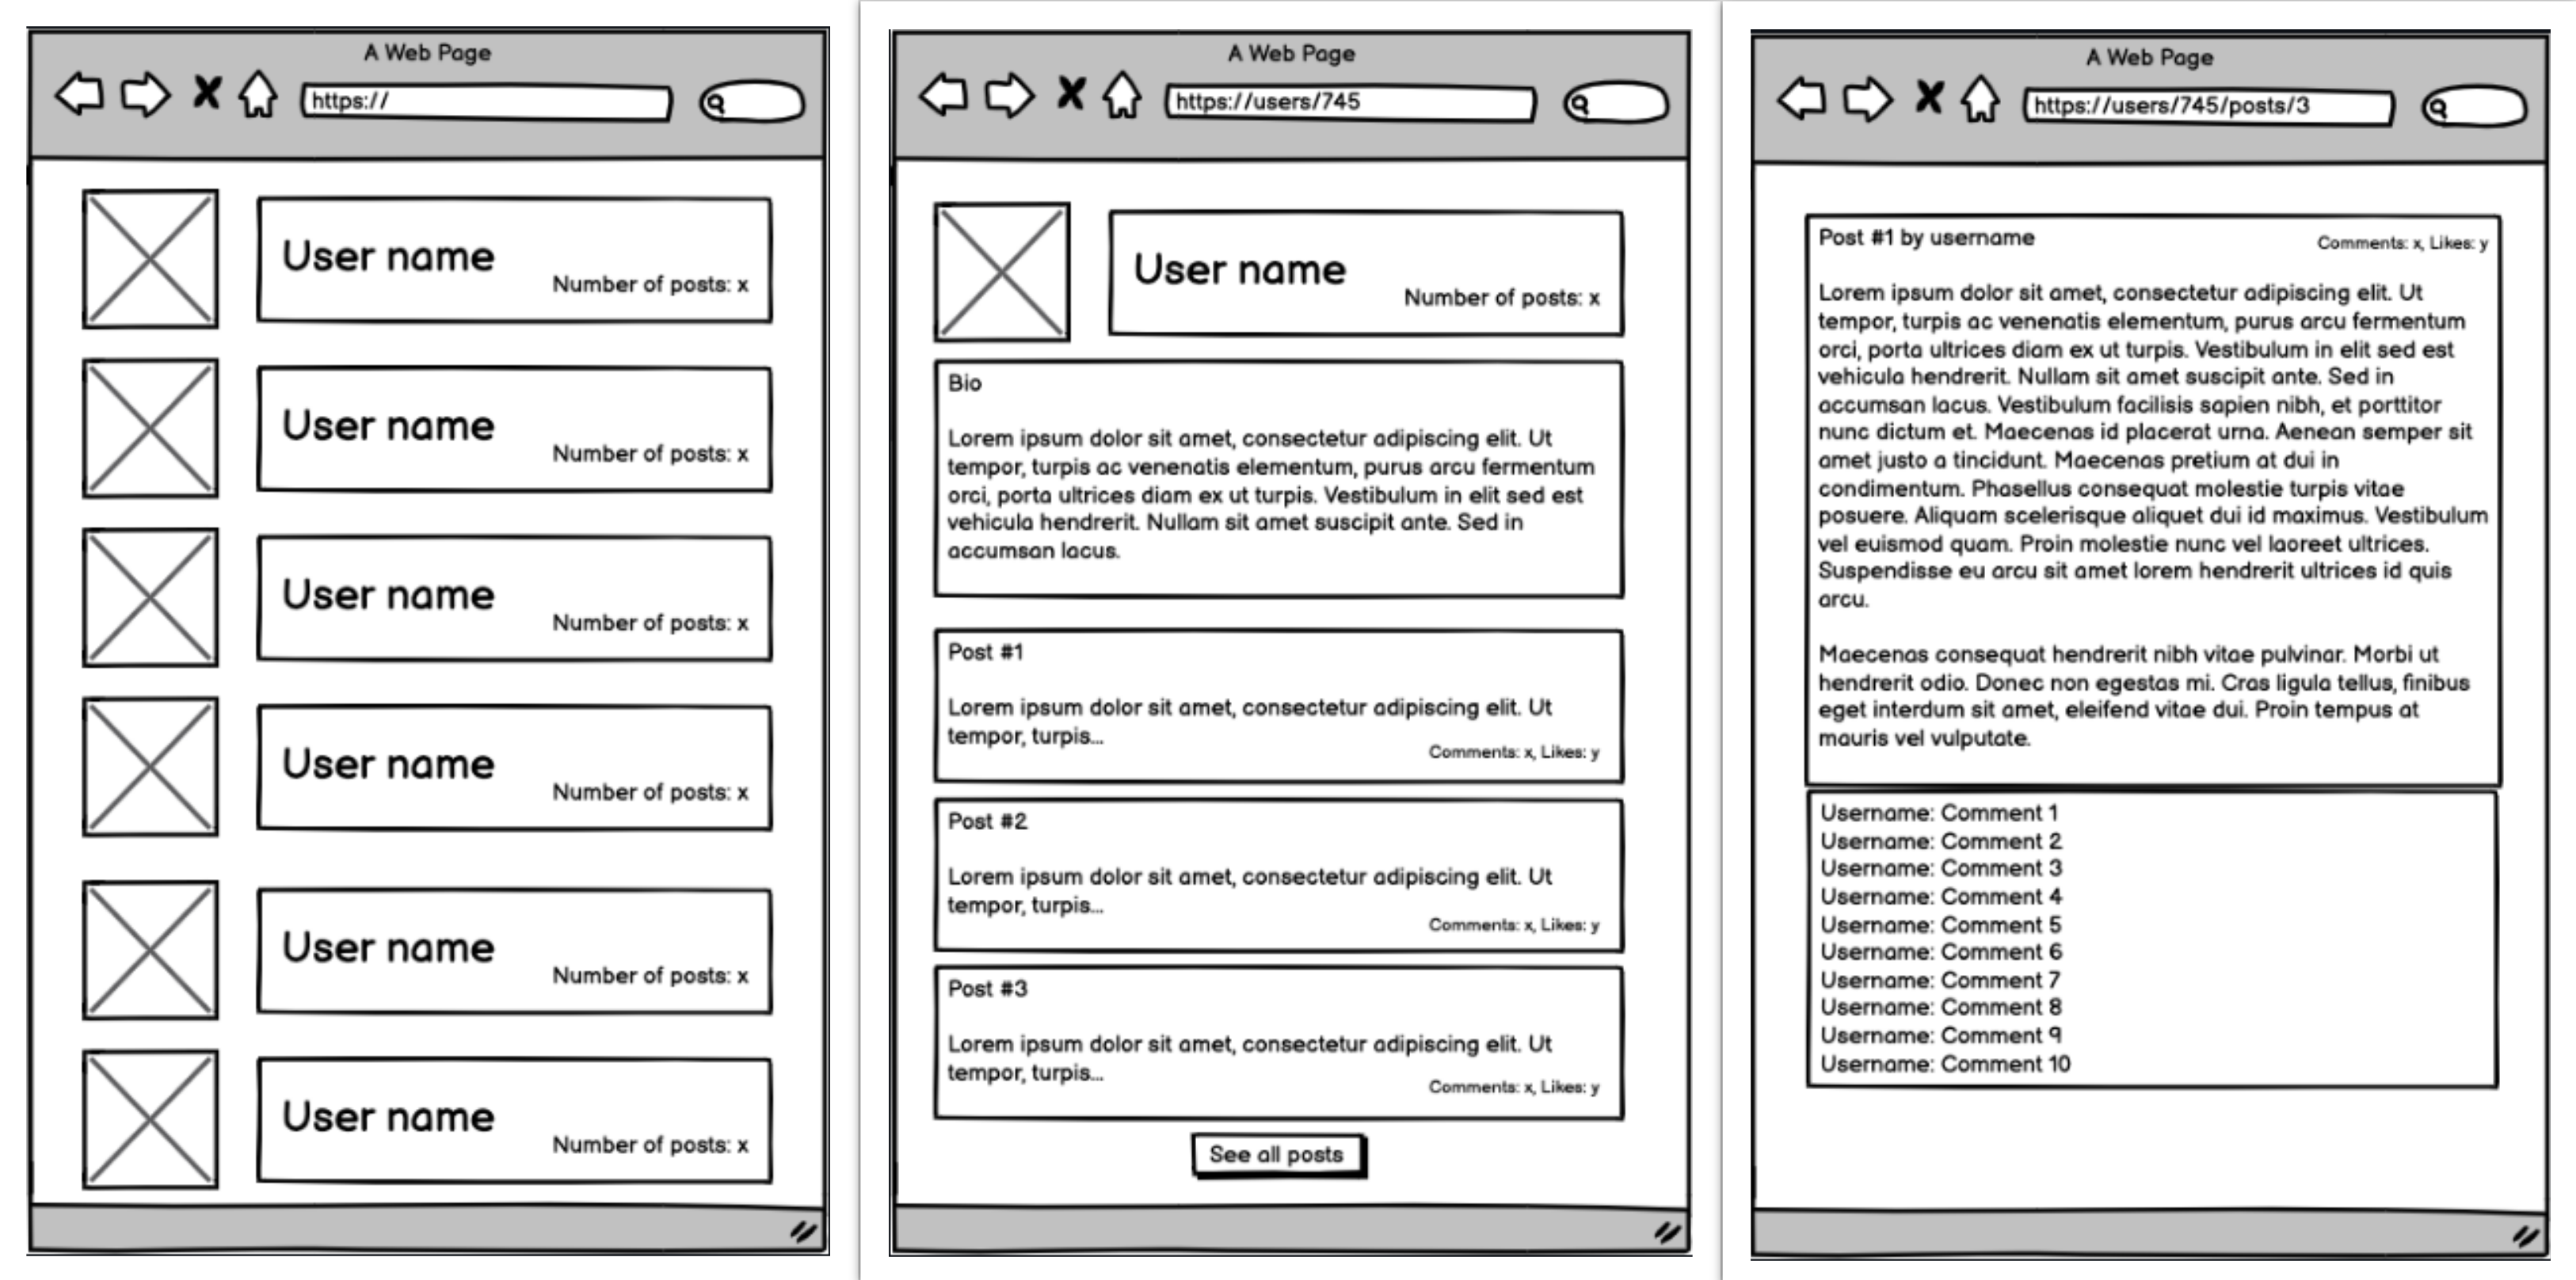 A Web Page
https://
User name
Number of posts: x
User name
Number of posts: x
User name
Number of posts: x
User name
Number of posts: x
User name
Number of posts: x
User name
Number of posts: x
A Web Page
https://users/745
User name
Number of posts: x
Bio
Lorem ipsum dolor sit amet, consectetur adipiscing elit. Ut
tempor, turpis ac venenatis elementum, purus arcu fermentum
orci, porta ultrices diam ex ut turpis. Vestibulum in elit sed est
vehicula hendrerit. Nullam sit amet suscipit ante. Sed in
accumsan lacus.
Post #1
Lorem ipsum dolor sit amet, consectetur adipiscing elit. Ut
tempor, turpis...
Comments: x, Likes: y
Post #2
Lorem ipsum dolor sit amet, consectetur adipiscing elit. Ut
tempor, turpis...
Comments: x, Likes: y
Post #3
Lorem ipsum dolor sit amet, consectetur adipiscing elit. Ut
tempor, turpis...
Comments: x, Likes: y
See all posts
A Web Page
https://users/745/posts/3
Post #1 by username
Comments: x, Likes: y
Lorem ipsum dolor sit amet, consectetur adipiscing elit. Ut
tempor, turpis ac venenatis elementum, purus arcu fermentum
orci, porta ultrices diam ex ut turpis. Vestibulum in elit sed est
vehicula hendrerit. Nullam sit amet suscipit ante. Sed in
accumsan lacus. Vestibulum facilisis sapien nibh, et porttitor
nunc dictum et. Maecenas id placerat urna. Aenean semper sit
amet justo a tincidunt. Maecenas pretium at dui in
condimentum. Phasellus consequat molestie turpis vitae
posuere. Aliquam scelerisque aliquet dui id maximus. Vestibulum
vel euismod quam. Proin molestie nunc vel laoreet ultrices.
Suspendisse eu arcu sit amet lorem hendrerit ultrices id quis
arcu.
Maecenas consequat hendrerit nibh vitae pulvinar. Morbi ut
hendrerit odio. Donec non egestas mi. Cras ligula tellus, finibus
eget interdum sit amet, eleifend vitae dui. Proin tempus at
mauris vel vulputate.
Username: Comment 1
Username: Comment 2
Username: Comment 3
Username: Comment 4
Username: Comment 5
Username: Comment 6
Username: Comment 7
Username: Comment 8
Username: Comment 9
Username: Comment 10